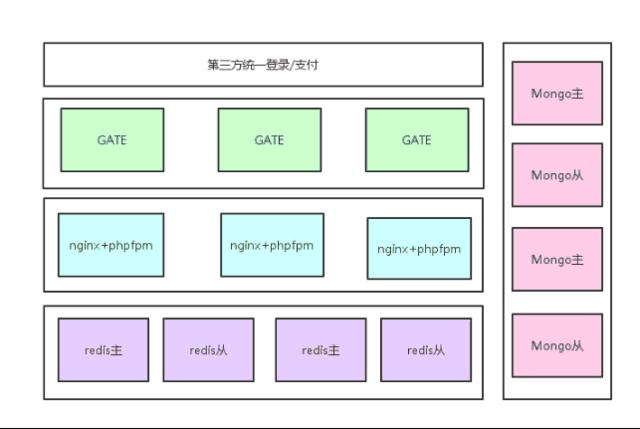 第三方统一登录/支付
GATE
GATE
GATE
nginx+phpfpm
nginx+phpfpm
nginx+phpfpm
redis主
redis从
redis主
redis从
Mongo主
Mongo从
Mongo主
Mongo从